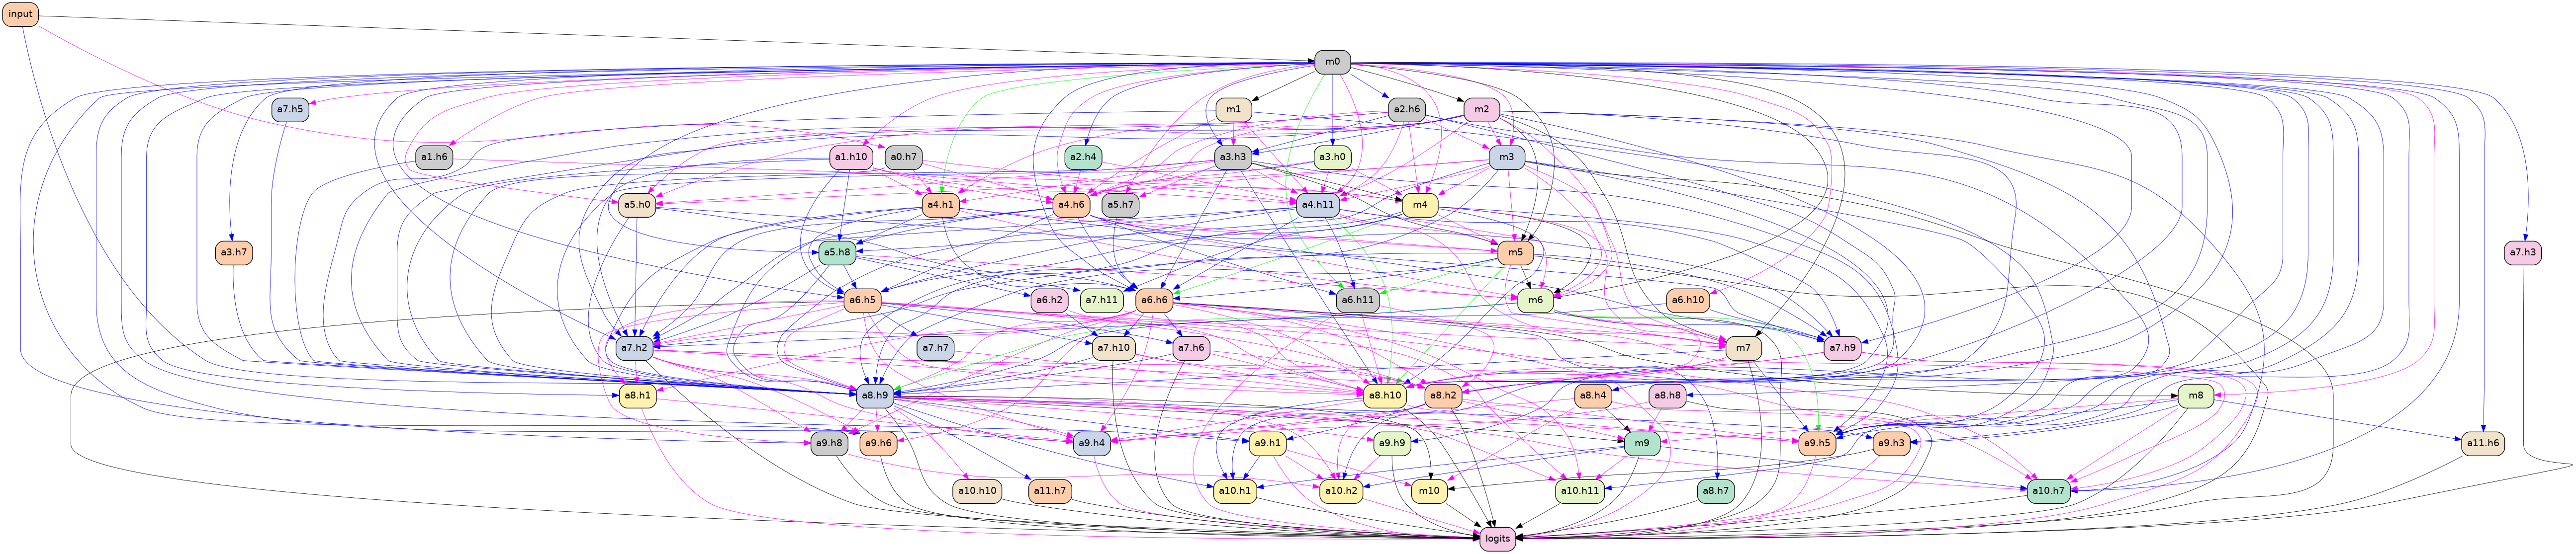 input
m0
a7.h5 m1 a2.h6 m2
a1.h6 a1.h10 a0.h7 a2.h4 a3.h3 a3.h0 m3
a5.h0 a4.h1 a4.h6 a5.h7 a4.h11 m4
a3.h7 a5.h8 m5 a7.h3
a6.h5 a6.h2 a7.h11 a6.h6 a6.h11 m6 a6.h10
a7.h2 a7.h7 a7.h10 a7.h6 m7 a7.h9
a8.h1 a8.h9 a8.h10 a8.h2 a8.h4 a8.h8 m8
a9.h8 a9.h6 a9.h4 a9.h1 a9.h9 m9 a9.h5 a9.h3 a11.h6
a10.h10 a11.h7 a10.h1 a10.h2 m10 a10.h11 a8.h7 a10.h7
logits